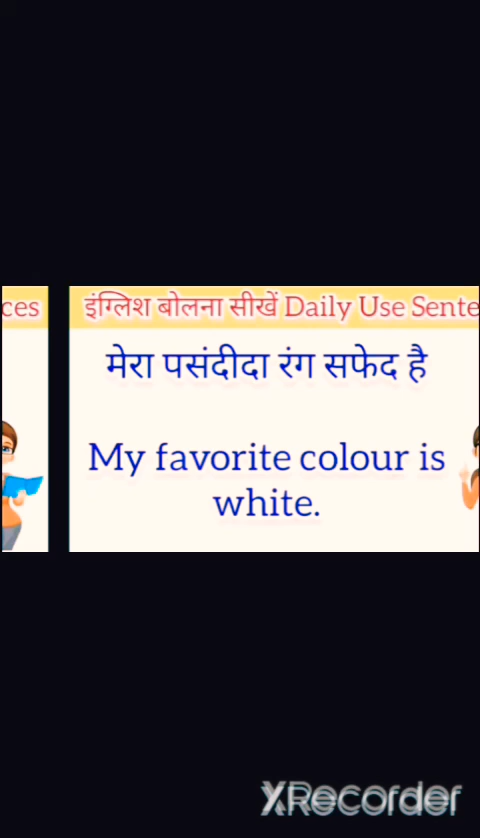 ces
इंग्लिश बोलना सीखें Daily Use Sente
मेरा पसंदीदा रंग सफेद है
My favorite colour is
white.
XRecorder